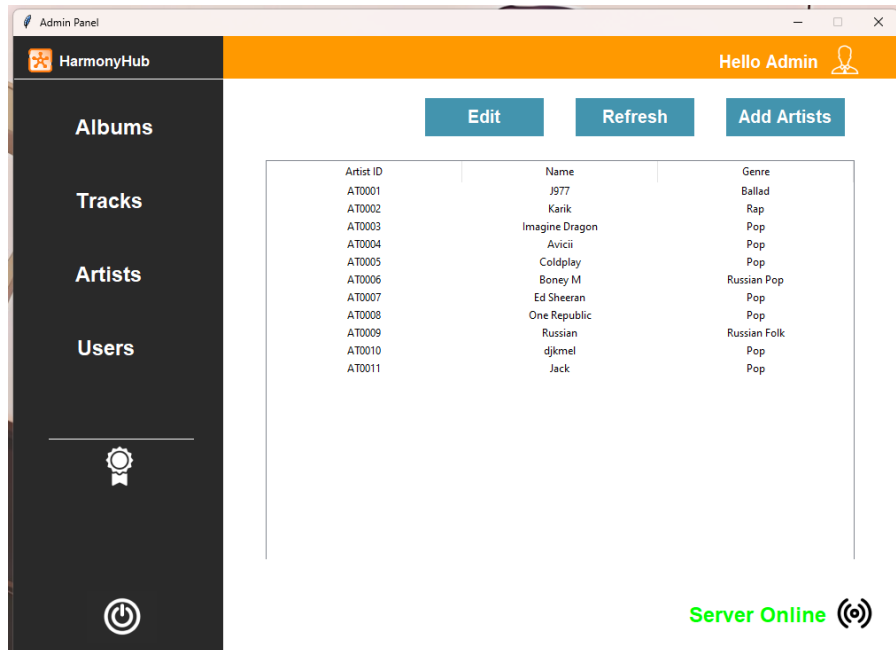 Admin Panel
HarmonyHub
Hello Admin
Albums
Tracks
Artists
Users
Edit Refresh Add Artists
Artist ID Name Genre
AT0001 J977 Ballad
AT0002 Karik Rap
AT0003 Imagine Dragon Pop
AT0004 Avicii Pop
AT0005 Coldplay Pop
AT0006 Boney M Russian Pop
AT0007 Ed Sheeran Pop
AT0008 One Republic Pop
AT0009 Russian Russian Folk
AT0010 djkmel Pop
AT0011 Jack Pop
Server Online